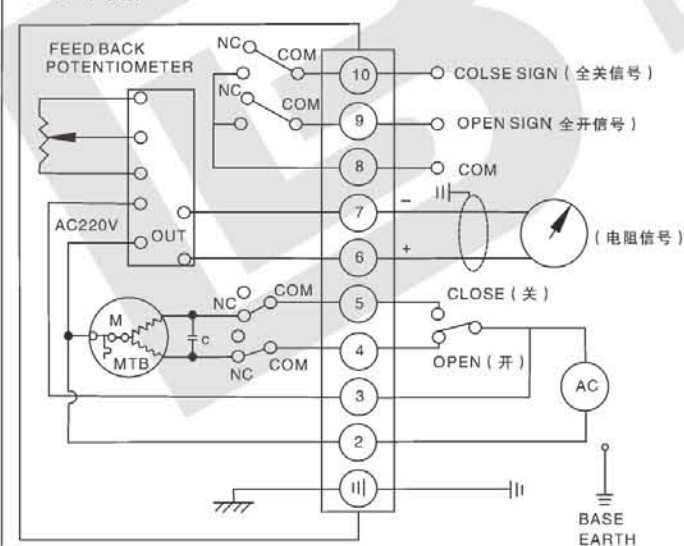 FEED BACK
POTENTIOMETER
NC
COM
10
COLSE SIGN ( 全关信号 )
NC
COM
9
OPEN SIGN( 全开信号 )
8
COM
7
−
AC220V
OUT
6
+
( 电阻信号 )
NC
COM
5
CLOSE ( 关 )
M
MTB
C
NC
COM
4
OPEN ( 开 )
3
AC
2
BASE
EARTH